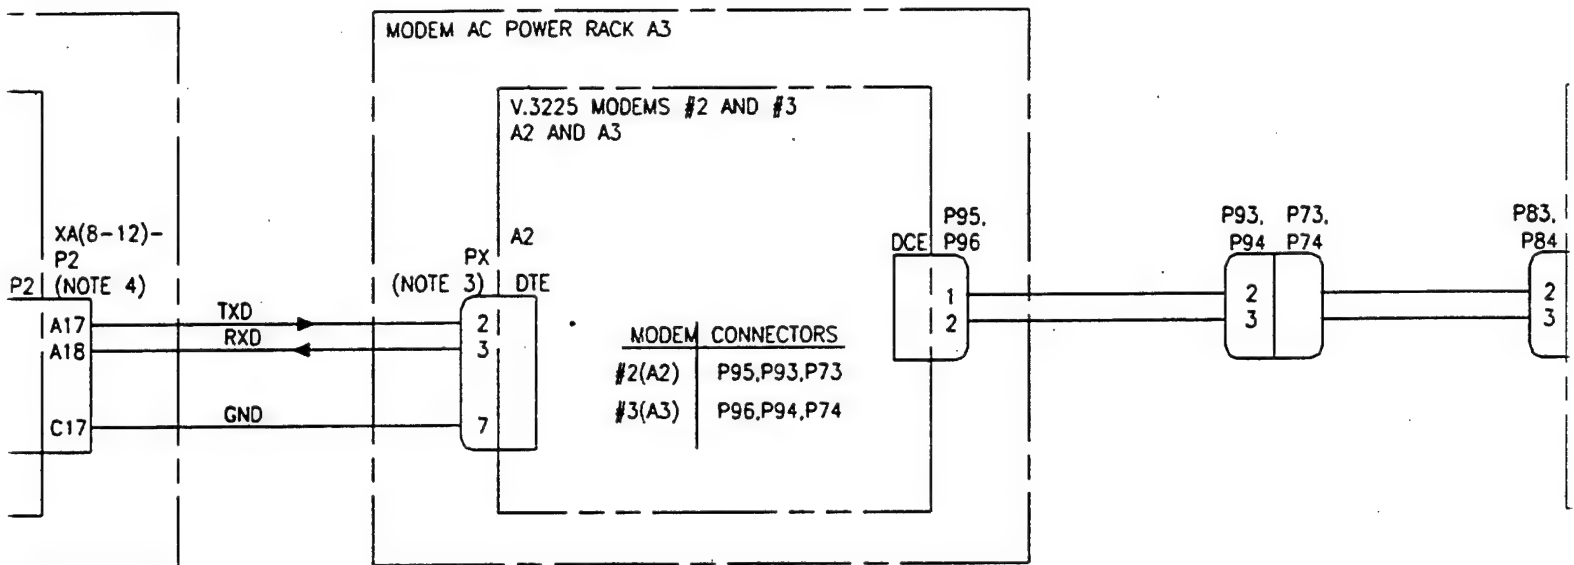 MODEM AC POWER RACK A3
V.3225 MODEMS #2 AND #3
A2 AND A3
XA(8-12)-
P2
P2 (NOTE 4)
A17
A18
C17
TXD
RXD
GND
PX
(NOTE 3)
A2
DTE
2
3
7
MODEM CONNECTORS
#2(A2) P95,P93,P73
#3(A3) P96,P94,P74
DCE
P95,
P96
1
2
P93,
P94
P73,
P74
2
3
P83,
P84
2
3